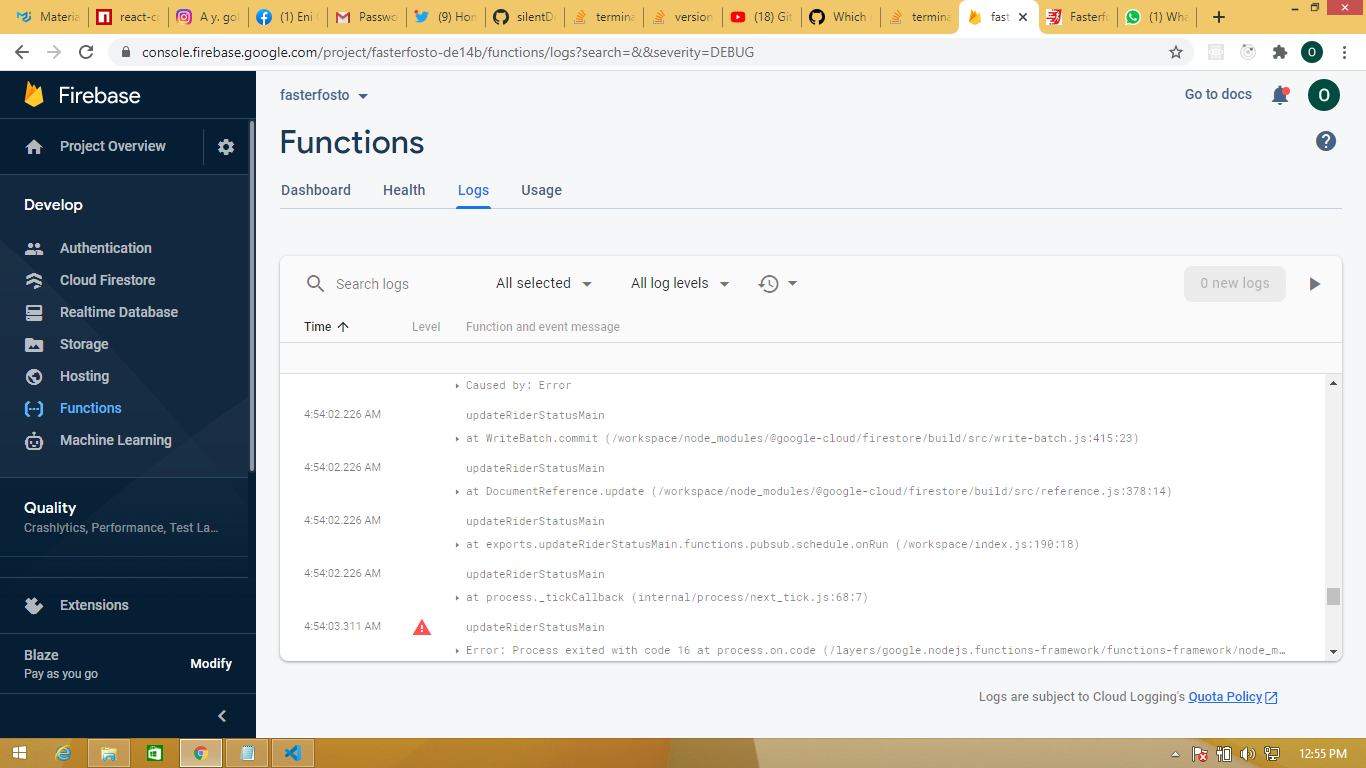 Materia
react-co
A y. gol
(1) Eni
Passwo
(9) Hon
silentD
termina
version
(18) Git
Which
termina
fast
Fasterfo
(1) Wha
console.firebase.google.com/project/fasterfosto-de14b/functions/logs?search=&&severity=DEBUG
O
Firebase
fasterfosto
Go to docs
O
Project Overview
Functions
?
Dashboard
Health
Logs
Usage
Develop
Authentication
Cloud Firestore
Realtime Database
Storage
Hosting
Functions
Machine Learning
Search logs
All selected
All log levels
0 new logs
Time
Level
Function and event message
Caused by: Error
4:54:02.226 AM
updateRiderStatusMain
at WriteBatch.commit (/workspace/node_modules/@google-cloud/firestore/build/src/write-batch.js:415:23)
4:54:02.226 AM
updateRiderStatusMain
at DocumentReference.update (/workspace/node_modules/@google-cloud/firestore/build/src/reference.js:378:14)
4:54:02.226 AM
updateRiderStatusMain
at exports.updateRiderStatusMain.functions.pubsub.schedule.onRun (/workspace/index.js:190:18)
4:54:02.226 AM
updateRiderStatusMain
at process._tickCallback (internal/process/next_tick.js:68:7)
4:54:03.311 AM
updateRiderStatusMain
Error: Process exited with code 16 at process.on.code (/layers/google.nodejs.functions-framework/functions-framework/node_m…
Quality
Crashlytics, Performance, Test La…
Extensions
Blaze
Pay as you go
Modify
Logs are subject to Cloud Logging's Quota Policy
12:55 PM